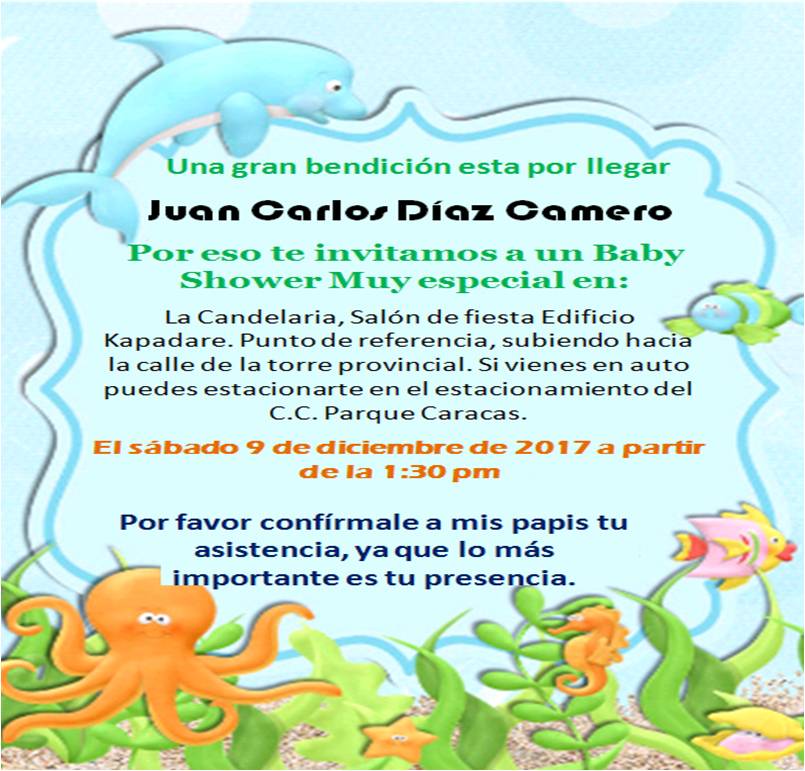 Una gran bendición esta por llegar
Juan Carlos Díaz Camero
Por eso te invitamos a un Baby
Shower Muy especial en:
La Candelaria, Salón de fiesta Edificio
Kapadare. Punto de referencia, subiendo hacia
la calle de la torre provincial. Si vienes en auto
puedes estacionarte en el estacionamiento del
C.C. Parque Caracas.
El sábado 9 de diciembre de 2017 a partir
de la 1:30 pm
Por favor confírmale a mis papis tu
asistencia, ya que lo más
importante es tu presencia.